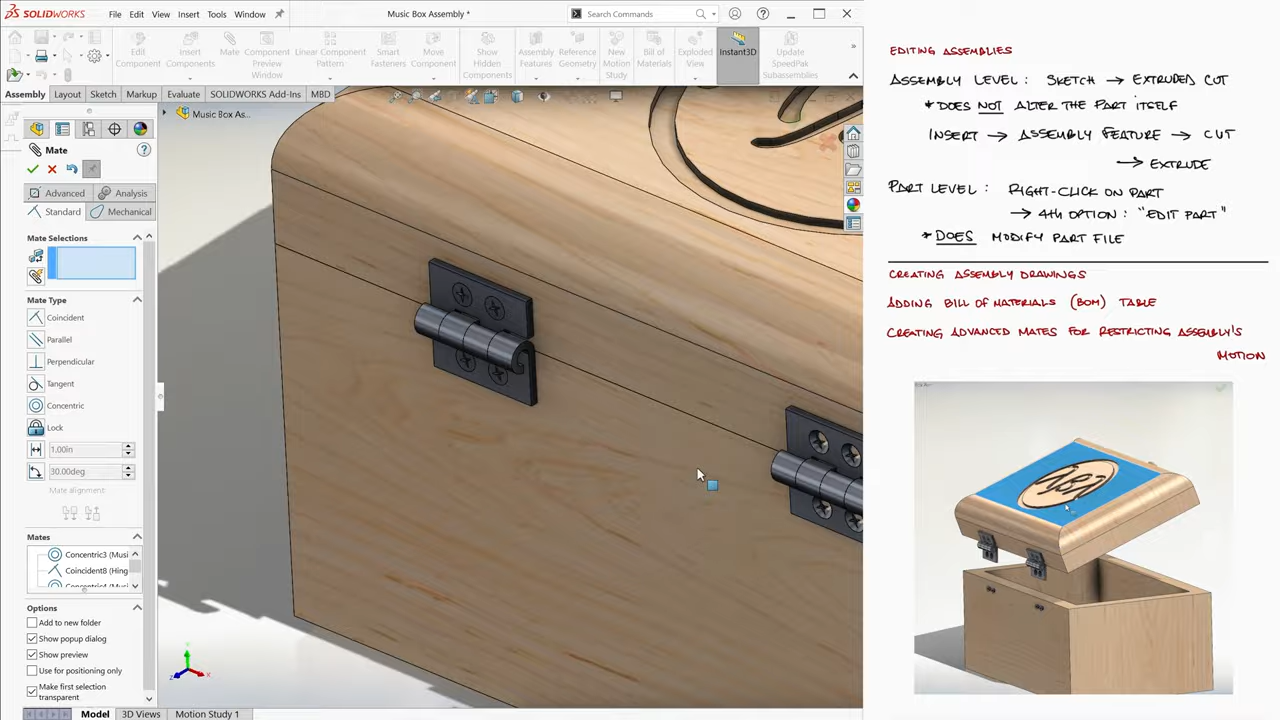 SOLIDWORKS
File
Edit
View
Insert
Tools
Window
Music Box Assembly *
Search Commands
Edit Component
Insert Components
Mate
Component Preview Window
Linear Component Pattern
Smart Fasteners
Move Component
Show Hidden Components
Assembly Features
Reference Geometry
New Motion Study
Bill of Materials
Exploded View
Instant3D
Update SpeedPak Subassemblies
Assembly
Layout
Sketch
Markup
Evaluate
SOLIDWORKS Add-Ins
MBD
Music Box As...
Mate
Advanced
Analysis
Standard
Mechanical
Mate Selections
Mate Type
Coincident
Parallel
Perpendicular
Tangent
Concentric
Lock
1.00in
30.00deg
Mate alignment:
Mates
Concentric3 (Musi
Coincident8 (Hing
Concentric4 (Musi
Options
Add to new folder
Show popup dialog
Show preview
Use for positioning only
Make first selection
transparent
Model
3D Views
Motion Study 1
EDITING ASSEMBLIES
ASSEMBLY LEVEL: SKETCH → EXTRUDED CUT
* DOES NOT ALTER THE PART ITSELF
INSERT → ASSEMBLY FEATURE → CUT
→ EXTRUDE
PART LEVEL: RIGHT-CLICK ON PART
→ 4TH OPTION: "EDIT PART"
* DOES MODIFY PART FILE
CREATING ASSEMBLY DRAWINGS
ADDING BILL OF MATERIALS (BOM) TABLE
CREATING ADVANCED MATES FOR RESTRICTING ASSEMBLY'S
MOTION